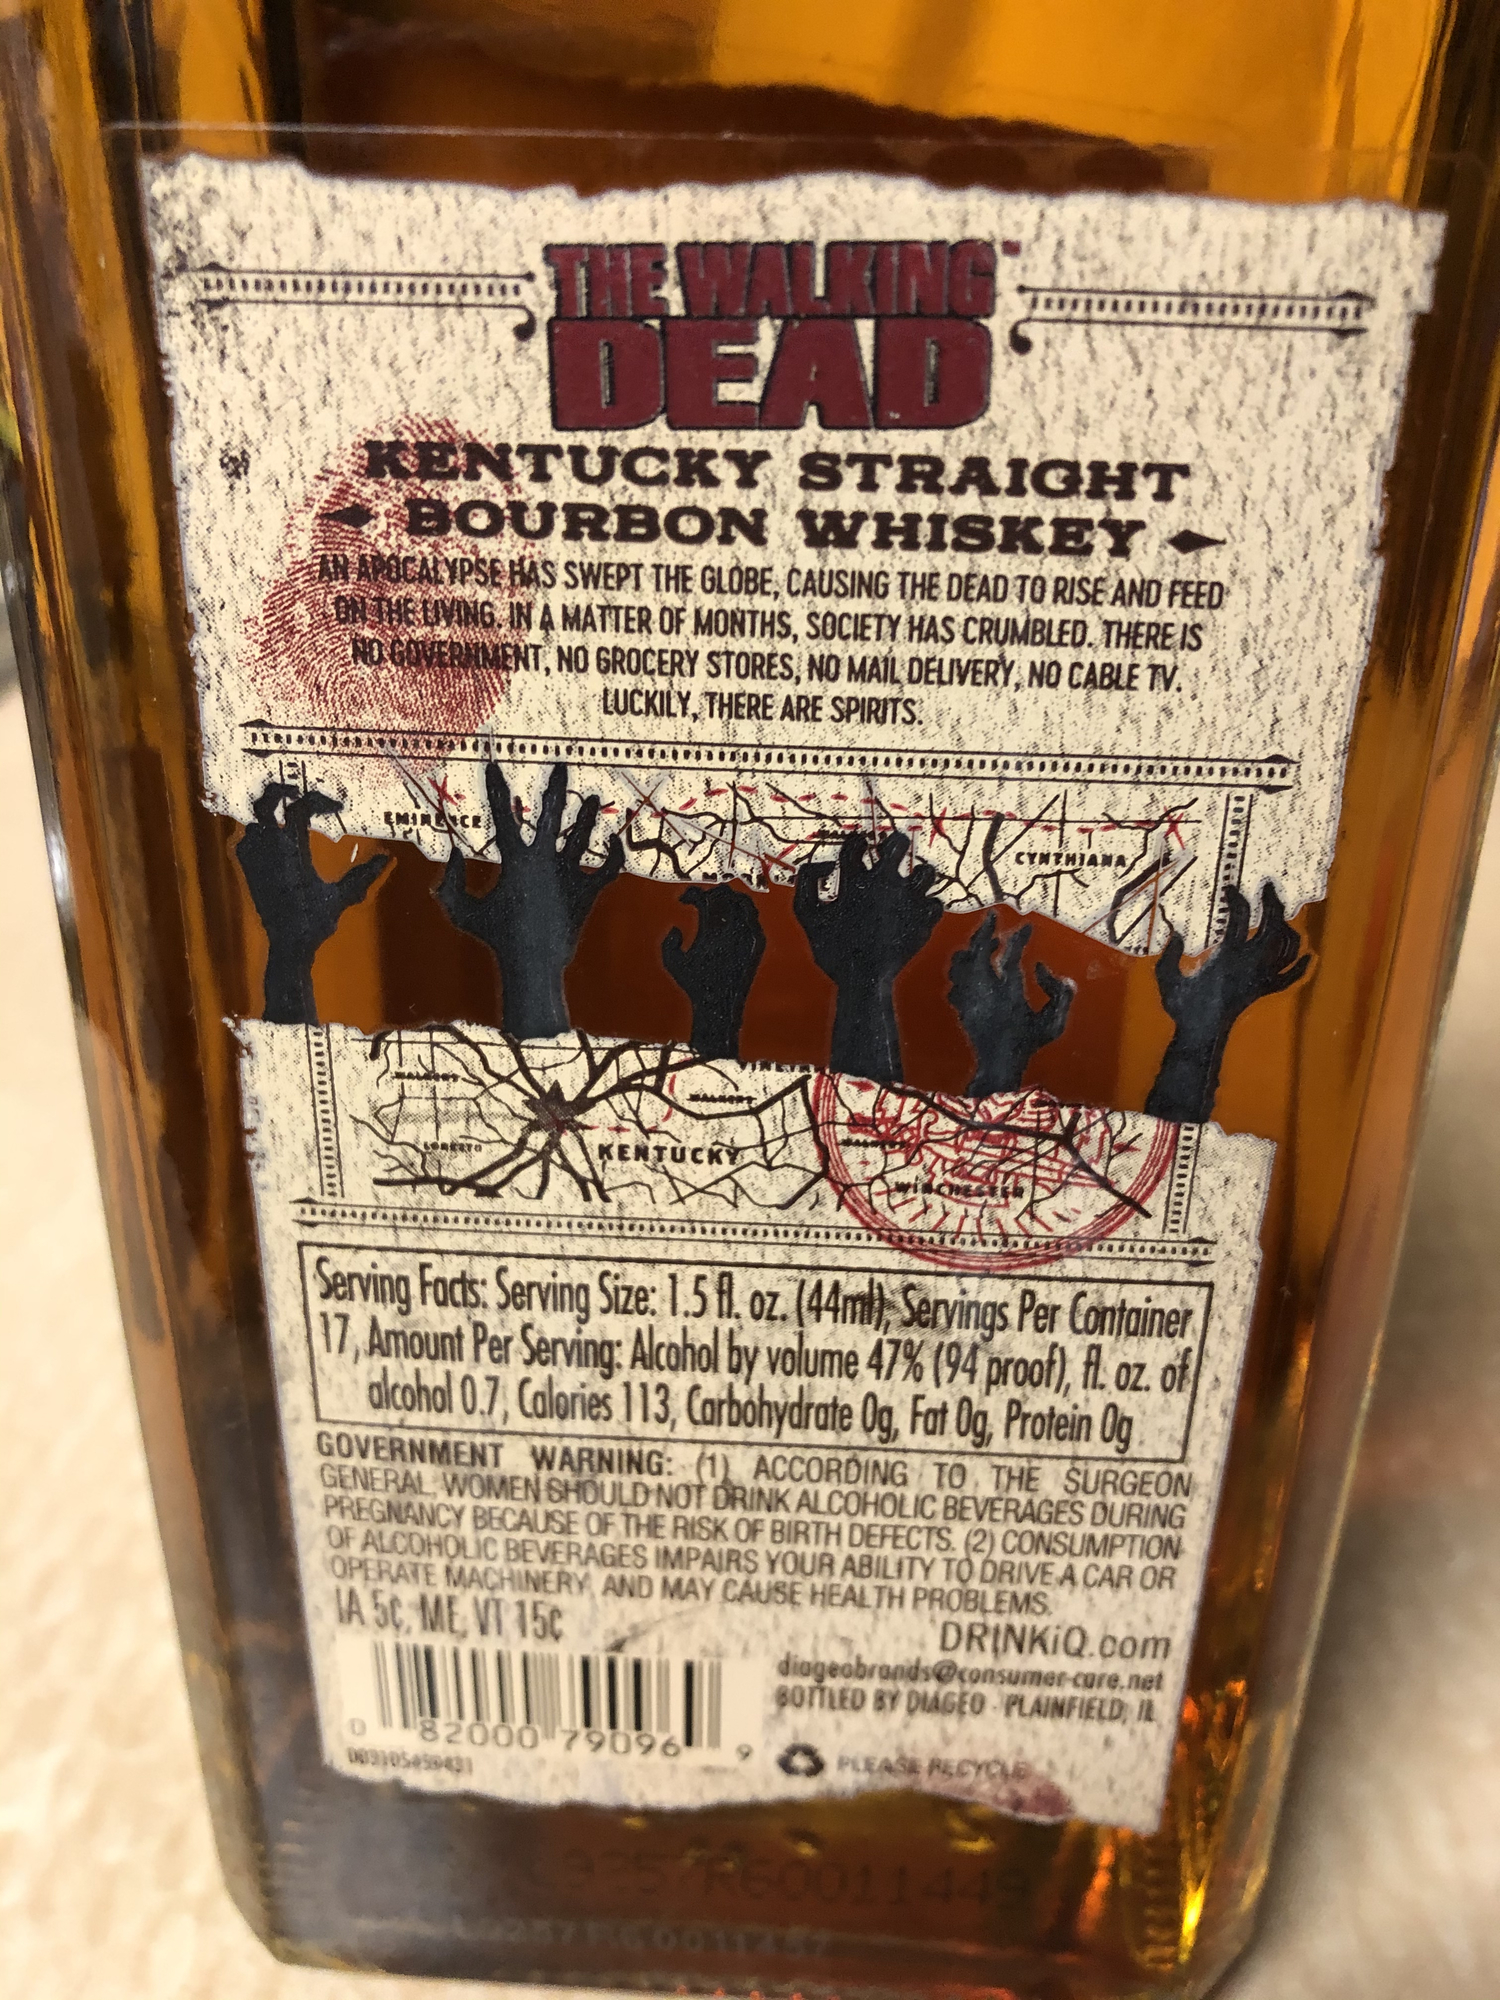 THE WALKING
DEAD
KENTUCKY STRAIGHT
BOURBON WHISKEY
AN APOCALYPSE HAS SWEPT THE GLOBE, CAUSING THE DEAD TO RISE AND FEED
ON THE LIVING. IN A MATTER OF MONTHS, SOCIETY HAS CRUMBLED. THERE IS
NO GOVERNMENT, NO GROCERY STORES, NO MAIL DELIVERY, NO CABLE TV.
LUCKILY, THERE ARE SPIRITS.
EMINENCE
CYNTHIANA
LORETTO
KENTUCKY
WINCHESTER
Serving Facts: Serving Size: 1.5 fl. oz. (44ml), Servings Per Container
17, Amount Per Serving: Alcohol by volume 47% (94 proof), fl. oz. of
alcohol 0.7, Calories 113, Carbohydrate 0g, Fat 0g, Protein 0g
GOVERNMENT WARNING: (1) ACCORDING TO THE SURGEON
GENERAL, WOMEN SHOULD NOT DRINK ALCOHOLIC BEVERAGES DURING
PREGNANCY BECAUSE OF THE RISK OF BIRTH DEFECTS. (2) CONSUMPTION
OF ALCOHOLIC BEVERAGES IMPAIRS YOUR ABILITY TO DRIVE A CAR OR
OPERATE MACHINERY, AND MAY CAUSE HEALTH PROBLEMS.
IA 5¢, ME, VT 15¢
DRINKiQ.com
diageobrands@consumer-care.net
BOTTLED BY DIAGEO - PLAINFIELD, IL
0 82000 79096 9
PLEASE RECYCLE